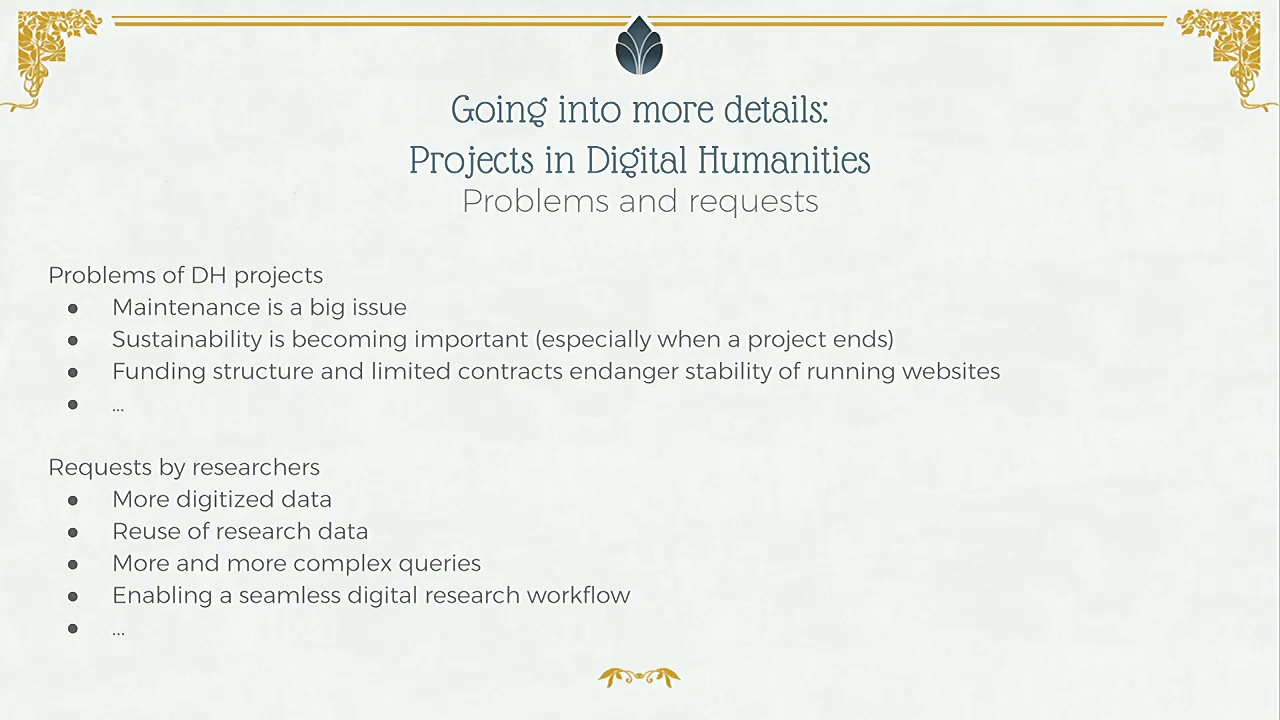 Going into more details:
Projects in Digital Humanities
Problems and requests
Problems of DH projects
● Maintenance is a big issue
● Sustainability is becoming important (especially when a project ends)
● Funding structure and limited contracts endanger stability of running websites
● ...
Requests by researchers
● More digitized data
● Reuse of research data
● More and more complex queries
● Enabling a seamless digital research workflow
● ...